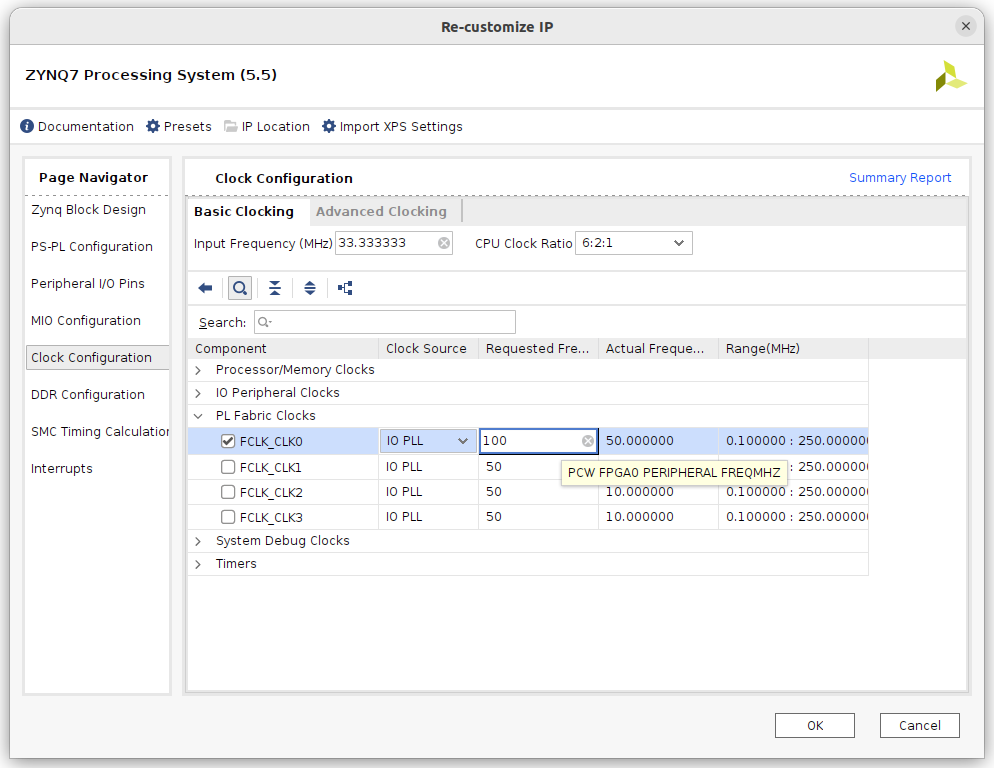 Re-customize IP
ZYNQ7 Processing System (5.5)
Documentation Presets IP Location Import XPS Settings
Page Navigator
Zynq Block Design
PS-PL Configuration
Peripheral I/O Pins
MIO Configuration
Clock Configuration
DDR Configuration
SMC Timing Calculation
Interrupts
Clock Configuration Summary Report
Basic Clocking Advanced Clocking
Input Frequency (MHz) 33.333333 CPU Clock Ratio 6:2:1
Search:
Component Clock Source Requested Fre... Actual Freque... Range(MHz)
Processor/Memory Clocks
IO Peripheral Clocks
PL Fabric Clocks
FCLK_CLK0 IO PLL 100 50.000000 0.100000 : 250.000000
FCLK_CLK1 IO PLL 50 : 250.000000
PCW FPGA0 PERIPHERAL FREQMHZ
FCLK_CLK2 IO PLL 50 10.000000 0.100000 : 250.000000
FCLK_CLK3 IO PLL 50 10.000000 0.100000 : 250.000000
System Debug Clocks
Timers
OK Cancel